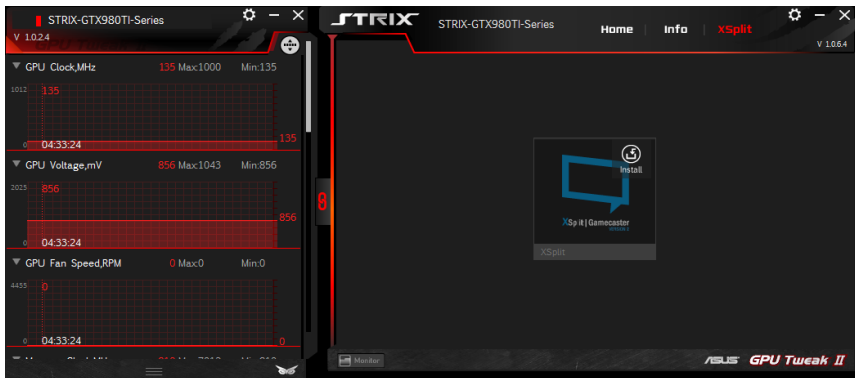 STRIX-GTX980TI-Series
V 1.0.2.4
GPU Clock,MHz 135 Max:1000 Min:135
1012 135
135
0 04:33:24
GPU Voltage,mV 856 Max:1043 Min:856
2025 856
856
0 04:33:24
GPU Fan Speed,RPM 0 Max:0 Min:0
4455 0
0 04:33:24 0
STRIX STRIX-GTX980TI-Series Home Info XSplit
V 1.0.6.4
Install
XSplit | Gamecaster
XSplit
Monitor
ASUS GPU Tweak II